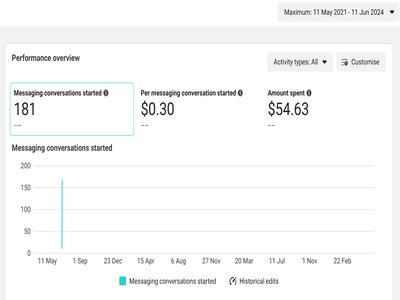 Maximum: 11 May 2021 - 11 Jun 2024
Performance overview
Activity types: All
Customise
Messaging conversations started
Per messaging conversation started
Amount spent
181
$0.30
$54.63
--
--
--
Messaging conversations started
200
150
100
50
0
11 May 1 Sep 23 Dec 15 Apr 6 Aug 27 Nov 20 Mar 11 Jul 1 Nov 22 Feb
Messaging conversations started
Historical edits